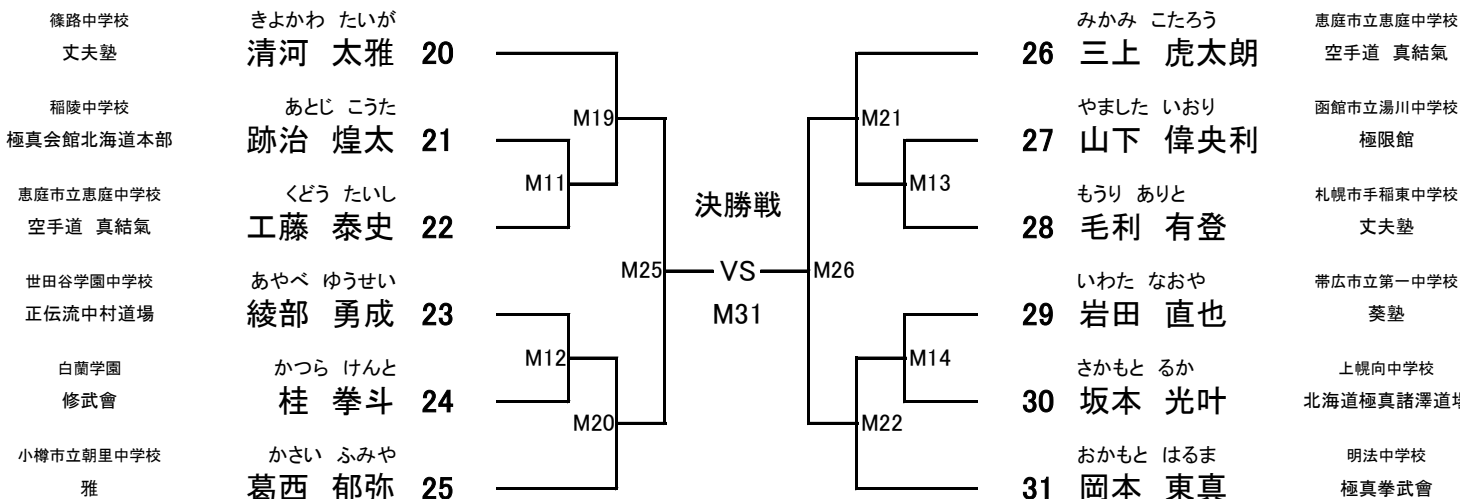 篠路中学校
きよかわ たいが
丈夫塾
清河 太雅 20
稲陵中学校
あとじ こうた
極真会館北海道本部
跡治 煌太 21
恵庭市立恵庭中学校
くどう たいし
空手道 真結氣
工藤 泰史 22
世田谷学園中学校
あやべ ゆうせい
正伝流中村道場
綾部 勇成 23
白蘭学園
かつら けんと
修武會
桂 拳斗 24
小樽市立朝里中学校
かさい ふみや
雅
葛西 郁弥 25
M19
M11
M25
M12
M20
決勝戦
VS
M31
M21
M13
M26
M14
M22
みかみ こたろう
恵庭市立恵庭中学校
26 三上 虎太朗
空手道 真結氣
やました いおり
函館市立湯川中学校
27 山下 偉央利
極限館
もうり ありと
札幌市手稲東中学校
28 毛利 有登
丈夫塾
いわた なおや
帯広市立第一中学校
29 岩田 直也
葵塾
さかもと るか
上幌向中学校
30 坂本 光叶
北海道極真諸澤道場
おかもと はるま
明法中学校
31 岡本 東真
極真拳武會